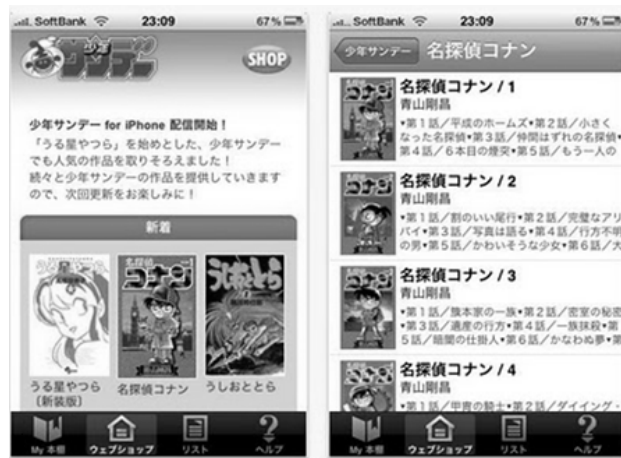 SoftBank 23:09 67%
少年サンデー
SHOP
少年サンデー for iPhone 配信開始！
「うる星やつら」を始めとした、少年サンデー
でも人気の作品を取りそろえました！
続々と少年サンデーの作品を提供していきます
ので、次回更新をお楽しみに！
新着
名探偵
コナン
うしおととら
うる星やつら
〔新装版〕
名探偵コナン
うしおととら
My 本棚
ウェブショップ
リスト
ヘルプ
SoftBank 23:09 67%
少年サンデー
名探偵コナン
名探偵コナン / 1
青山剛昌
•第１話／平成のホームズ•第２話／小さく
なった名探偵•第３話／仲間はずれの名探偵•
第４話／６本目の煙突•第５話／もう一人の
名探偵コナン / 2
青山剛昌
•第１話／割のいい尾行•第２話／完璧なアリ
バイ•第３話／写真は語る•第４話／行方不明
の男•第５話／かわいそうな少女•第６話／大
名探偵コナン / 3
青山剛昌
•第１話／旗本家の一族•第２話／密室の秘密
•第３話／遺産の行方•第４話／一族抹殺•第
５話／暗闇の仕掛人•第６話／かなわぬ夢•第
名探偵コナン / 4
青山剛昌
•第１話／甲冑の騎士•第２話／ダイイング・
My 本棚
ウェブショップ
リスト
ヘルプ